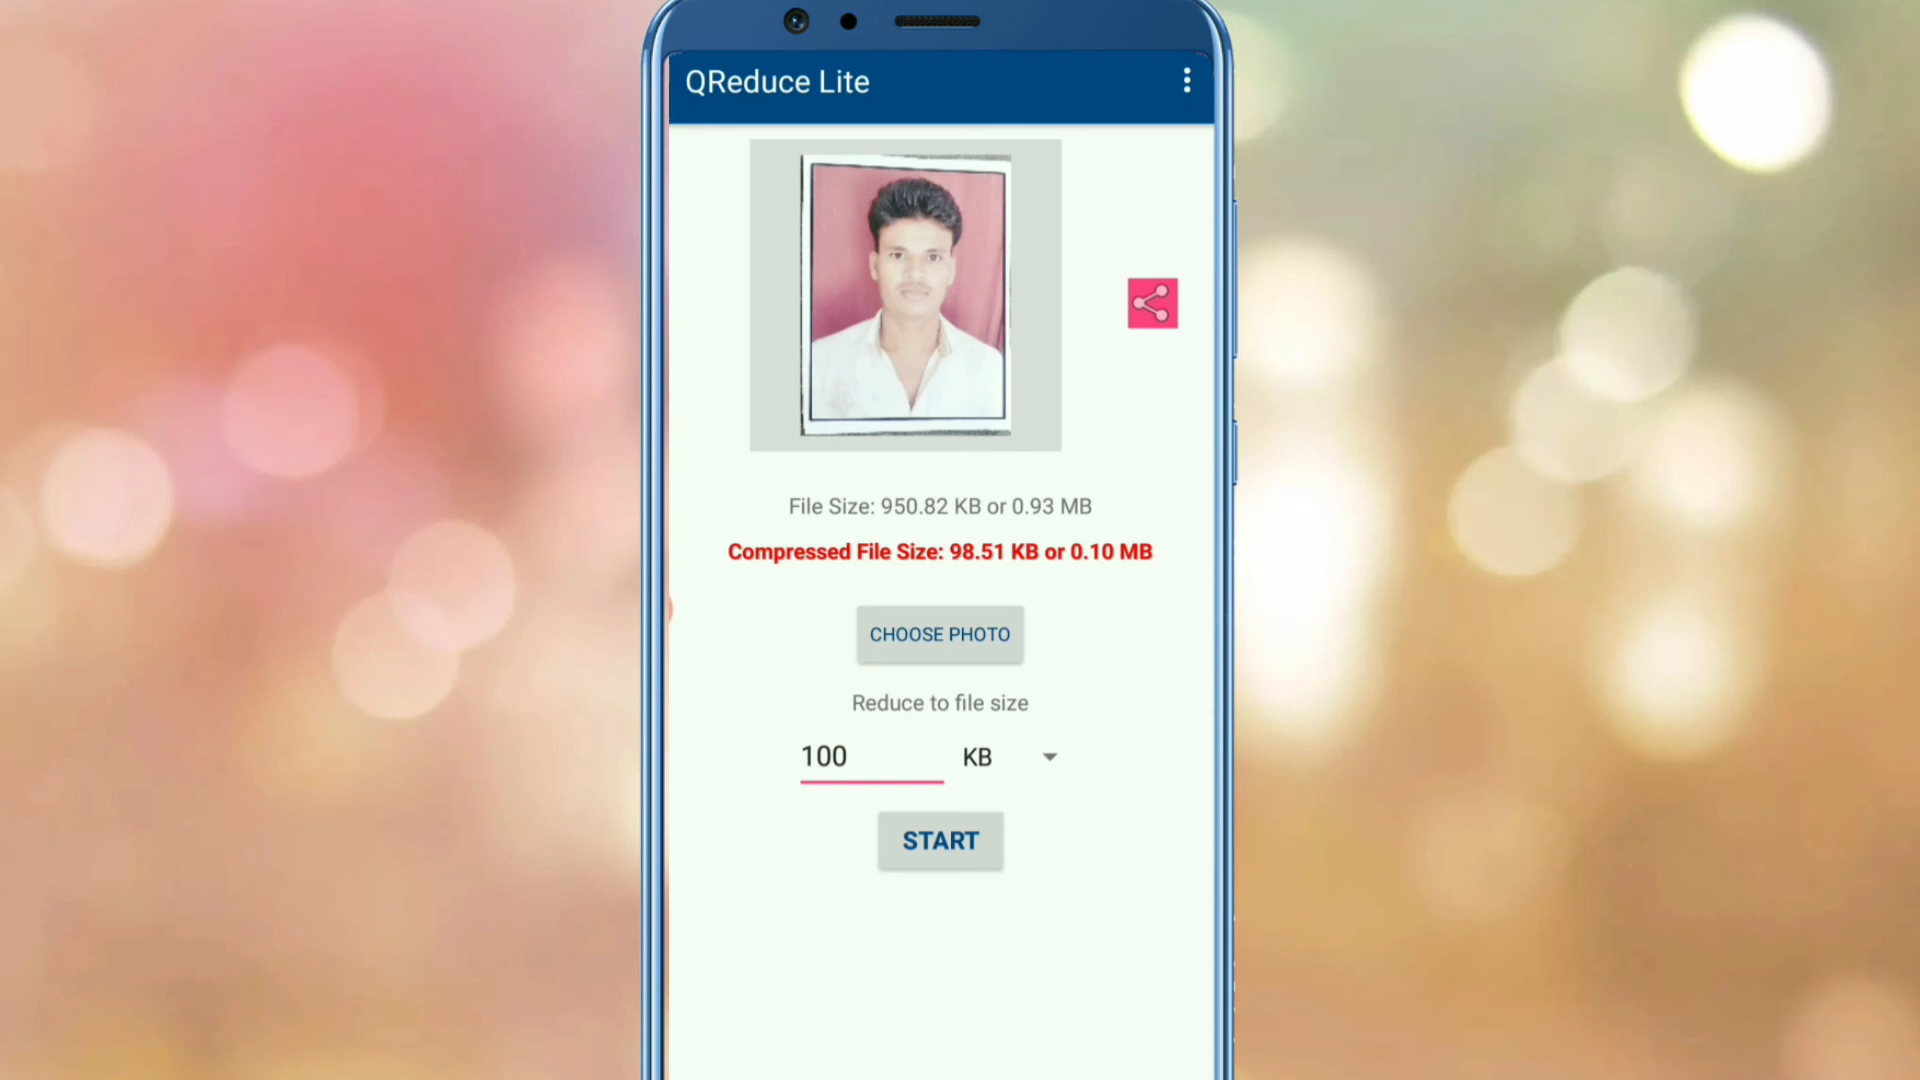 QReduce Lite
File Size: 950.82 KB or 0.93 MB
Compressed File Size: 98.51 KB or 0.10 MB
CHOOSE PHOTO
Reduce to file size
100 KB
START